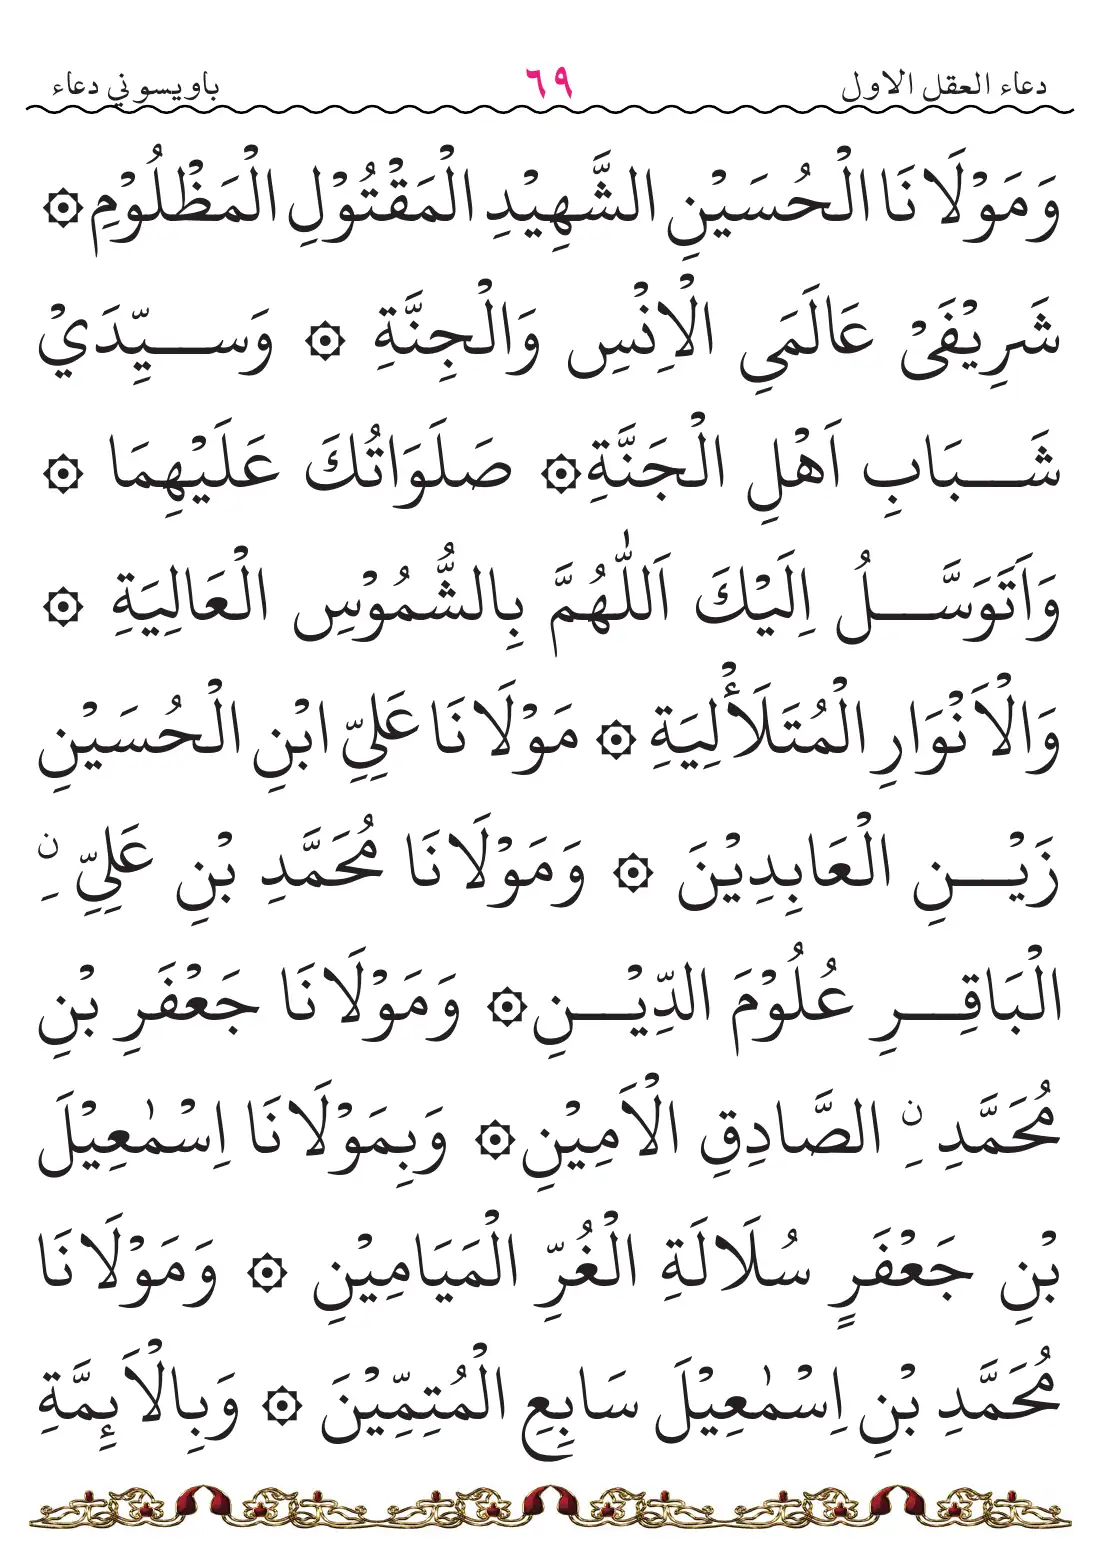 دعاء العقل الاول ٦٩ باويسوني دعاء
وَمَوْلَانَا الْحُسَيْنِ الشَّهِيْدِ الْمَقْتُوْلِ الْمَظْلُوْمِ ۞
شَرِيْفَيْ عَالَمَيِ الْاِنْسِ وَالْجِنَّةِ ۞ وَسَيِّدَيْ
شَبَابِ اَهْلِ الْجَنَّةِ ۞ صَلَوَاتُكَ عَلَيْهِمَا ۞
وَاَتَوَسَّلُ اِلَيْكَ اَللّٰهُمَّ بِالشُّمُوْسِ الْعَالِيَةِ ۞
وَالْاَنْوَارِ الْمُتَلَأْلِيَةِ ۞ مَوْلَانَا عَلِيِّ ابْنِ الْحُسَيْنِ
زَيْنِ الْعَابِدِيْنَ ۞ وَمَوْلَانَا مُحَمَّدِ بْنِ عَلِيِّ نِ
الْبَاقِرِ عُلُوْمَ الدِّيْنِ ۞ وَمَوْلَانَا جَعْفَرِ بْنِ
مُحَمَّدِ نِ الصَّادِقِ الْاَمِيْنِ ۞ وَبِمَوْلَانَا اِسْمٰعِيْلَ
بْنِ جَعْفَرٍ سُلَالَةِ الْغُرِّ الْمَيَامِيْنِ ۞ وَمَوْلَانَا
مُحَمَّدِ بْنِ اِسْمٰعِيْلَ سَابِعِ الْمُتِمِّيْنَ ۞ وَبِالْاَيِٕمَّةِ